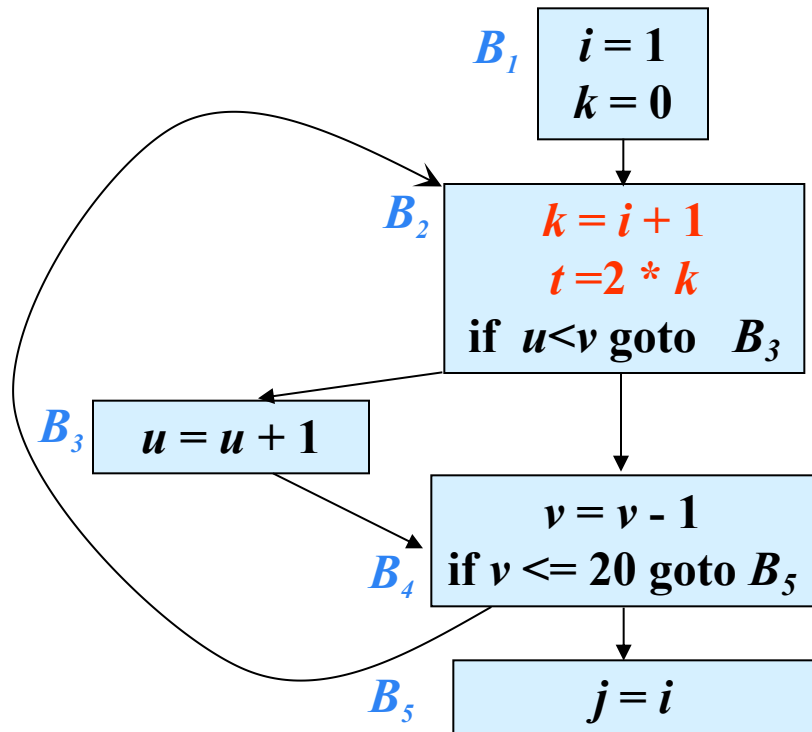 B₁
i = 1
k = 0
B₂
k = i + 1
t =2 * k
if u<v goto B₃
B₃
u = u + 1
B₄
v = v - 1
if v <= 20 goto B₅
B₅
j = i